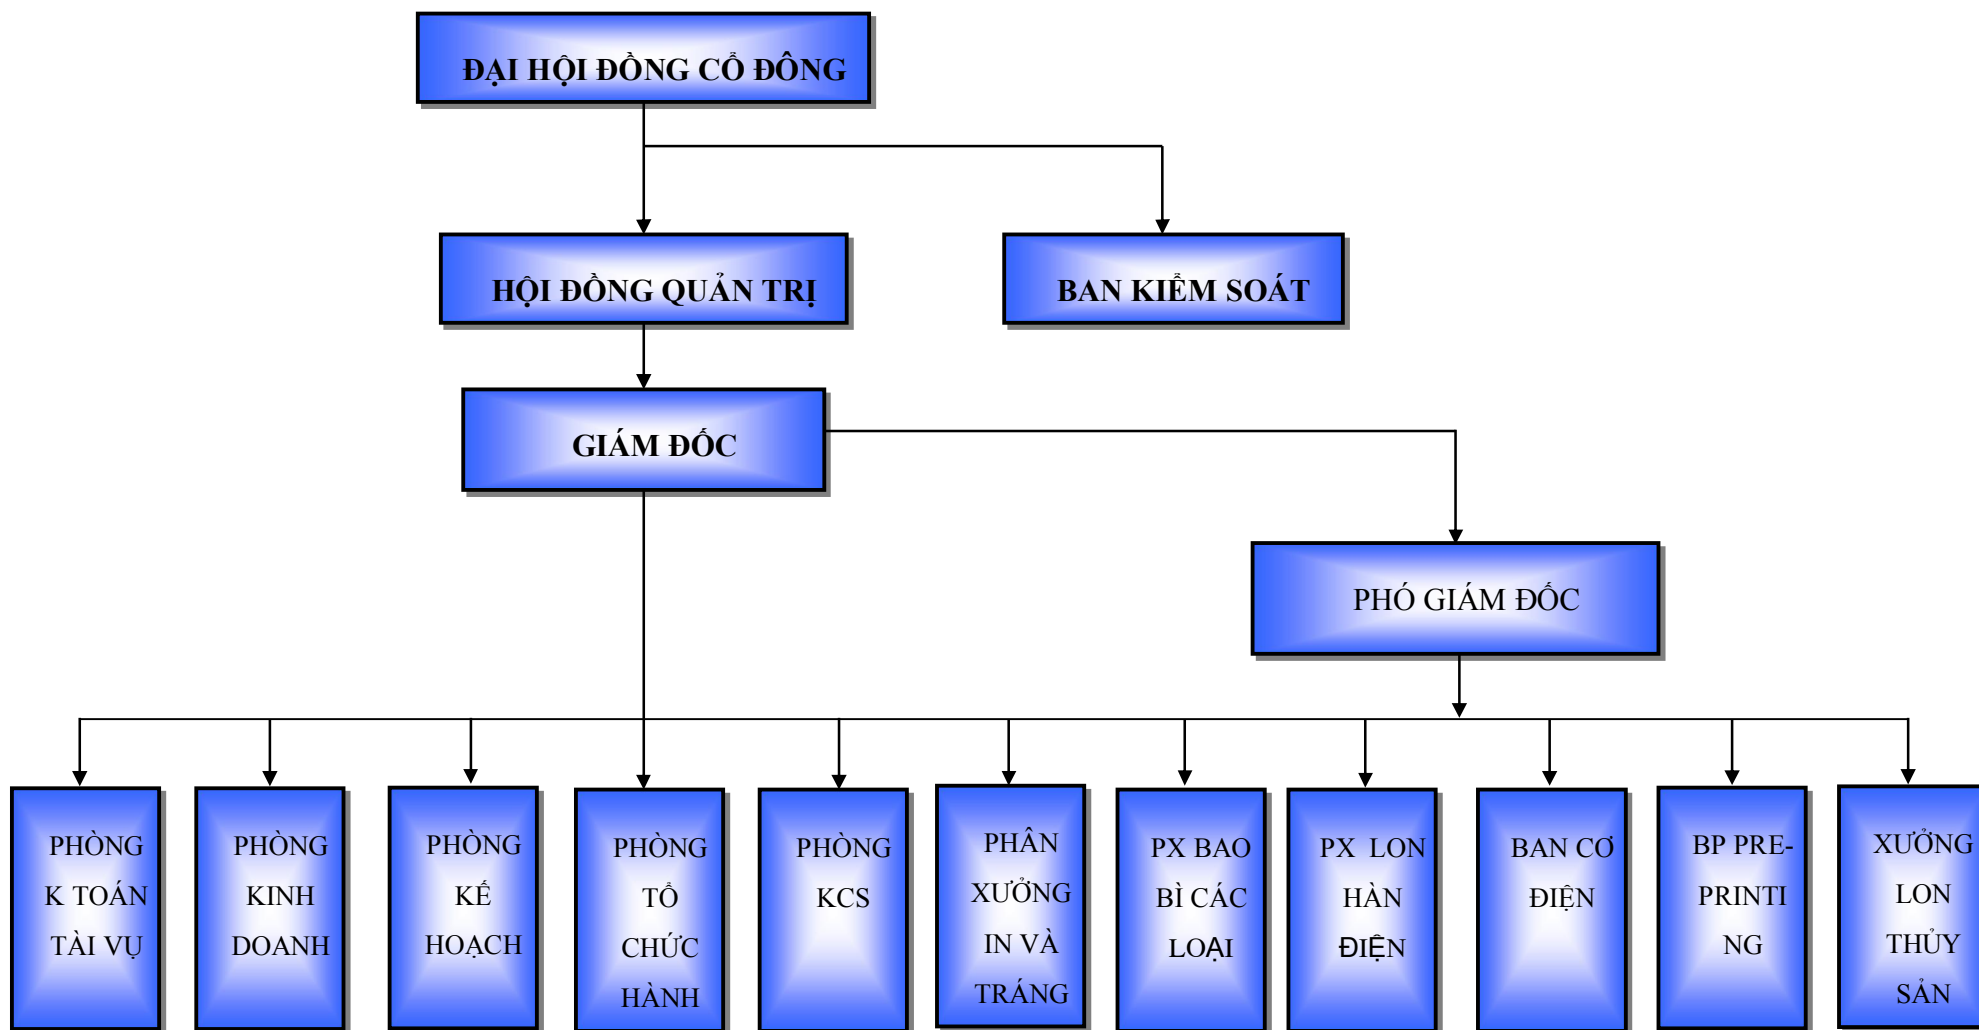 ĐẠI HỘI ĐỒNG CỔ ĐÔNG
HỘI ĐỒNG QUẢN TRỊ
BAN KIỂM SOÁT
GIÁM ĐỐC
PHÓ GIÁM ĐỐC
PHÒNG
K TOÁN
TÀI VỤ
PHÒNG
KINH
DOANH
PHÒNG
KẾ
HOẠCH
PHÒNG
TỔ
CHỨC
HÀNH
PHÒNG
KCS
PHÂN
XƯỞNG
IN VÀ
TRÁNG
PX BAO
BÌ CÁC
LOẠI
PX LON
HÀN
ĐIỆN
BAN CƠ
ĐIỆN
BP PRE-
PRINTI
NG
XƯỞNG
LON
THỦY
SẢN